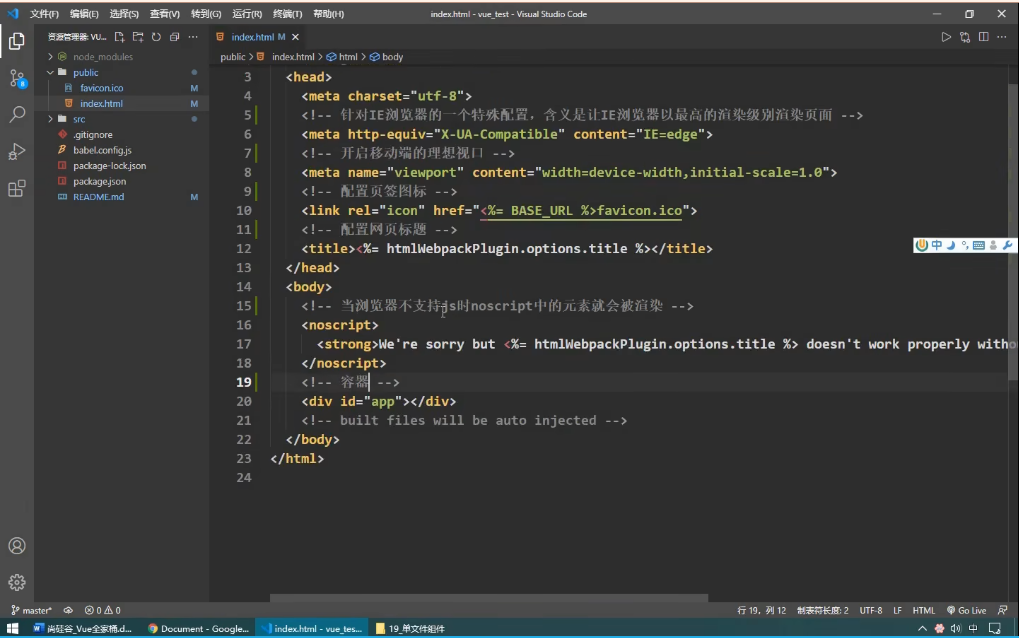 文件(F) 编辑(E) 选择(S) 查看(V) 转到(G) 运行(R) 终端(T) 帮助(H) index.html - vue_test - Visual Studio Code
资源管理器: VU...
node_modules
public
favicon.ico M
index.html M
src
.gitignore
babel.config.js
package-lock.json
package.json
README.md M
8
index.html M
public > index.html > html > body
3 <head>
4 <meta charset="utf-8">
5 <!-- 针对IE浏览器的一个特殊配置，含义是让IE浏览器以最高的渲染级别渲染页面 -->
6 <meta http-equiv="X-UA-Compatible" content="IE=edge">
7 <!-- 开启移动端的理想视口 -->
8 <meta name="viewport" content="width=device-width,initial-scale=1.0">
9 <!-- 配置页签图标 -->
10 <link rel="icon" href="<%= BASE_URL %>favicon.ico">
11 <!-- 配置网页标题 -->
12 <title><%= htmlWebpackPlugin.options.title %></title>
13 </head>
14 <body>
15 <!-- 当浏览器不支持js时noscript中的元素就会被渲染 -->
16 <noscript>
17 <strong>We're sorry but <%= htmlWebpackPlugin.options.title %> doesn't work properly witho
18 </noscript>
19 <!-- 容器 -->
20 <div id="app"></div>
21 <!-- built files will be auto injected -->
22 </body>
23 </html>
24
中
master* 0 0 行 19，列 12 制表符长度: 2 UTF-8 LF HTML Go Live
尚硅谷_Vue全家桶.d... Document - Google... index.html - vue_test... 19_单文件组件 中